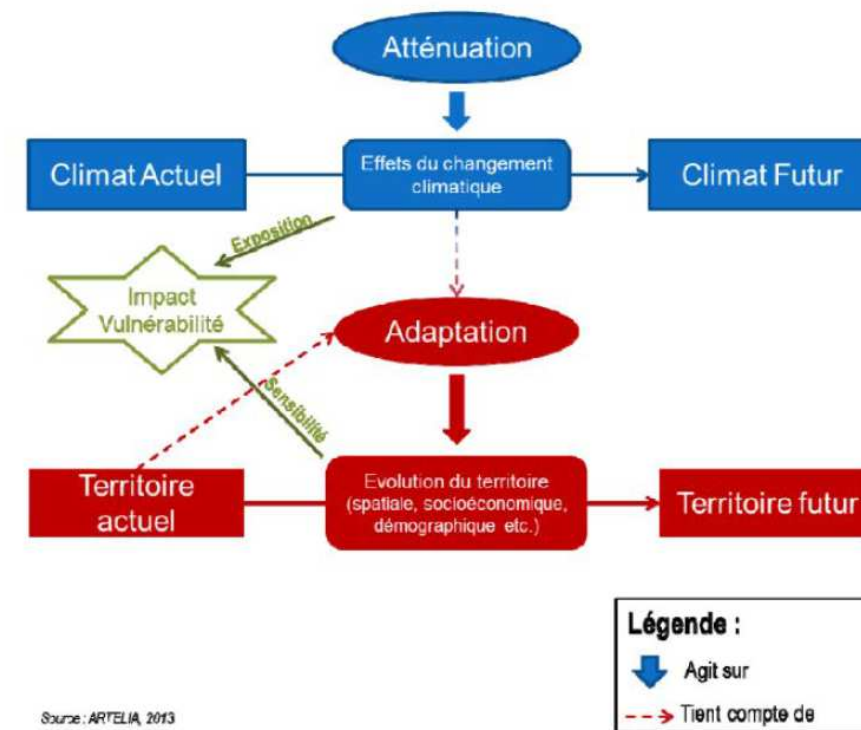 Atténuation
Climat Actuel
Effets du changement
climatique
Climat Futur
Exposition
Impact
Vulnérabilité
Adaptation
Sensibilité
Territoire
actuel
Evolution du territoire
(spatiale, socioéconomique,
démographique etc.)
Territoire futur
Légende :
Agit sur
Tient compte de
Source : ARTELIA, 2013